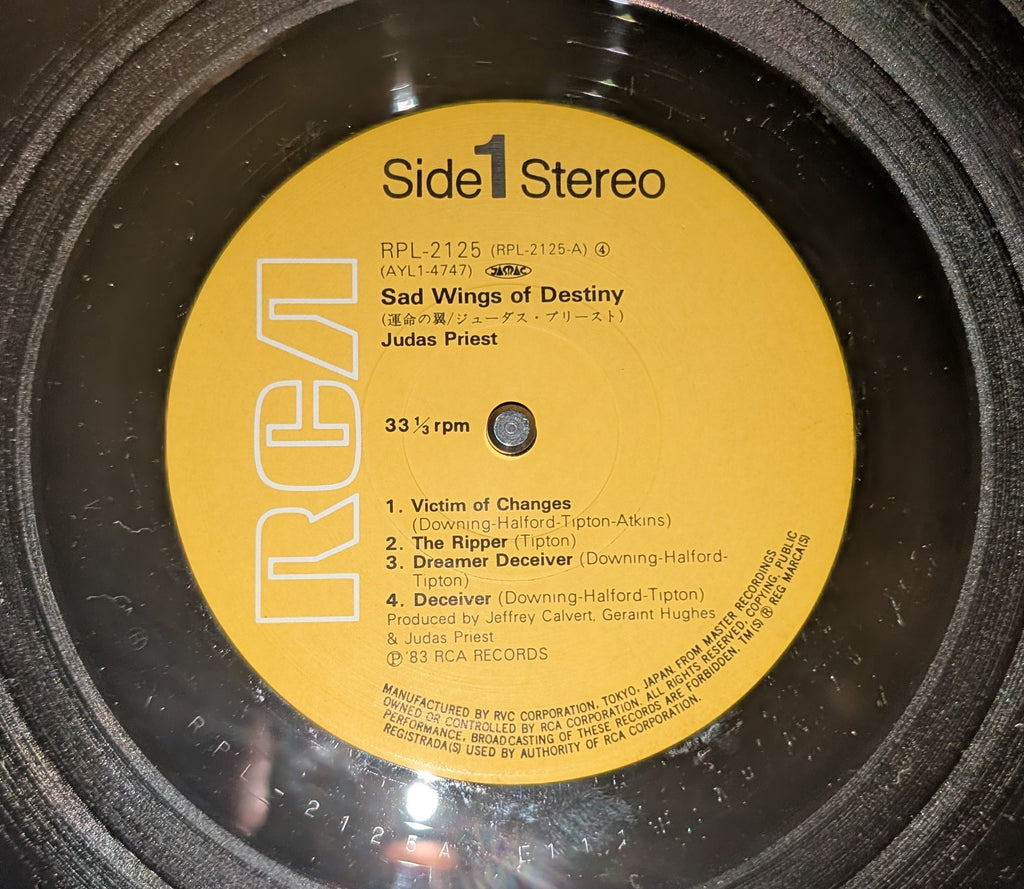 Side 1 Stereo
RPL-2125 (RPL-2125-A) ④
(AYL1-4747) JASRAC
Sad Wings of Destiny
(運命の翼/ジューダス・プリースト)
Judas Priest
RCA
33 ⅓ rpm
1. Victim of Changes
(Downing-Halford-Tipton-Atkins)
2. The Ripper (Tipton)
3. Dreamer Deceiver (Downing-Halford-
Tipton)
4. Deceiver (Downing-Halford-Tipton)
Produced by Jeffrey Calvert, Geraint Hughes
& Judas Priest
Ⓟ '83 RCA RECORDS
MANUFACTURED BY RVC CORPORATION, TOKYO, JAPAN FROM MASTER RECORDINGS
OWNED OR CONTROLLED BY RCA CORPORATION. ALL RIGHTS RESERVED. COPYING, PUBLIC
PERFORMANCE, BROADCASTING OF THESE RECORDS ARE FORBIDDEN. TM(S) ® REG MARCA(S)
REGISTRADA(S) USED BY AUTHORITY OF RCA CORPORATION.
RPL-2125A